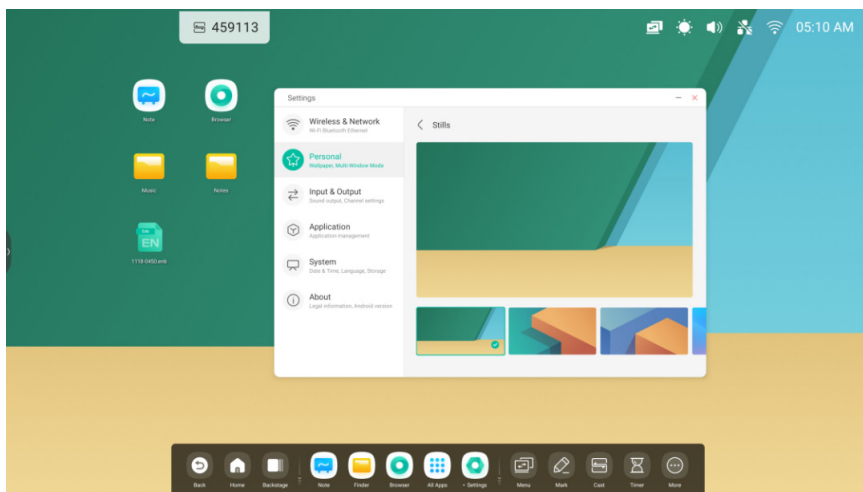 459113
05:10 AM
Note
Browser
Music
Notes
EN
1118-0450.enb
Settings
Wireless & Network
Wi-Fi Bluetooth Ethernet
Stills
Personal
Wallpaper, Multi-Window Mode
Input & Output
Sound output, Channel settings
Application
Application management
System
Date & Time, Language, Storage
About
Legal information, Android version
Back
Home
Backstage
Note
Finder
Browser
All Apps
Settings
Menu
Mark
Cast
Timer
More